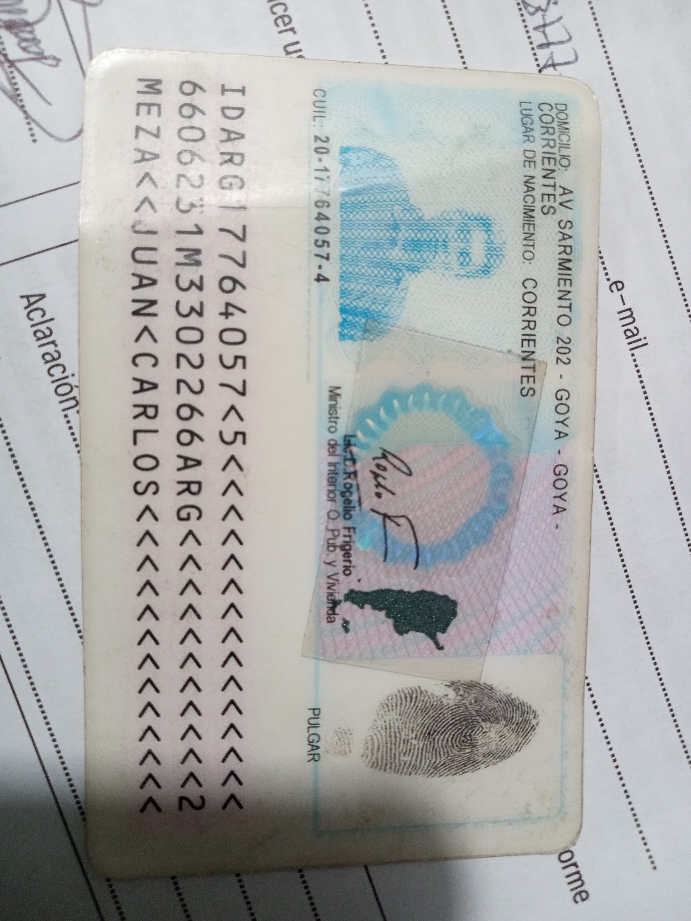 DOMICILIO: AV SARMIENTO 202 - GOYA - GOYA -
CORRIENTES
LUGAR DE NACIMIENTO: CORRIENTES
CUIL: 20-17764057-4
Lic. Rogelio Frigerio
Ministro del Interior O. Pub. y Vivienda
PULGAR
IDARG17764057<5<<<<<<<<<<<<<<<
6606231M3302266ARG<<<<<<<<<<<2
MEZA<<JUAN<CARLOS<<<<<<<<<<<<<
e-mail
Aclaración
orme